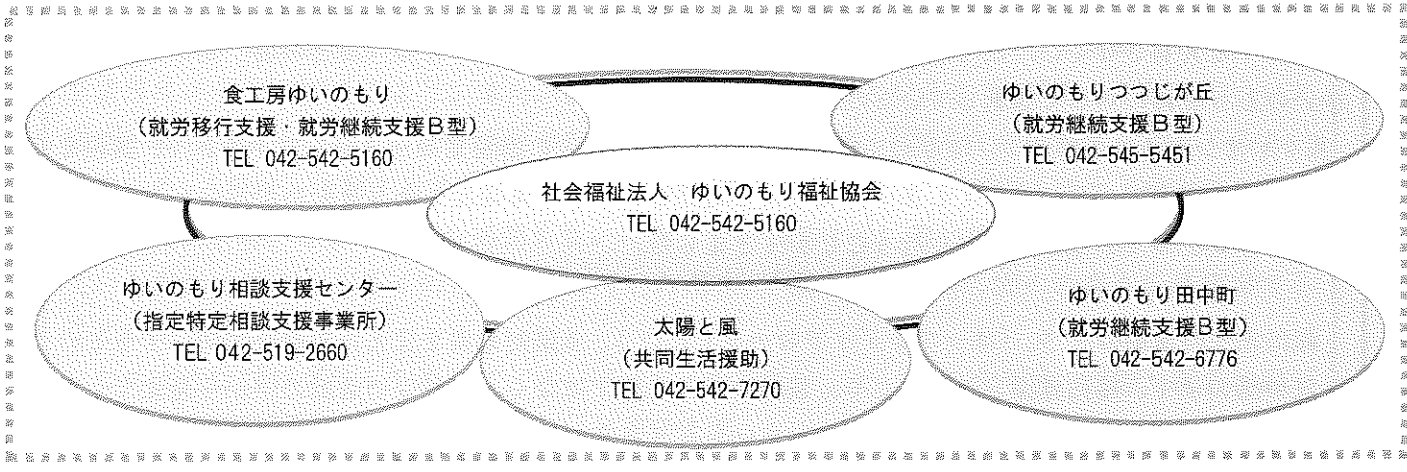 食工房ゆいのもり
（就労移行支援・就労継続支援Ｂ型）
TEL 042-542-5160
ゆいのもりつつじが丘
（就労継続支援Ｂ型）
TEL 042-545-5451
社会福祉法人　ゆいのもり福祉協会
TEL 042-542-5160
ゆいのもり相談支援センター
（指定特定相談支援事業所）
TEL 042-519-2660
太陽と風
（共同生活援助）
TEL 042-542-7270
ゆいのもり田中町
（就労継続支援Ｂ型）
TEL 042-542-6776